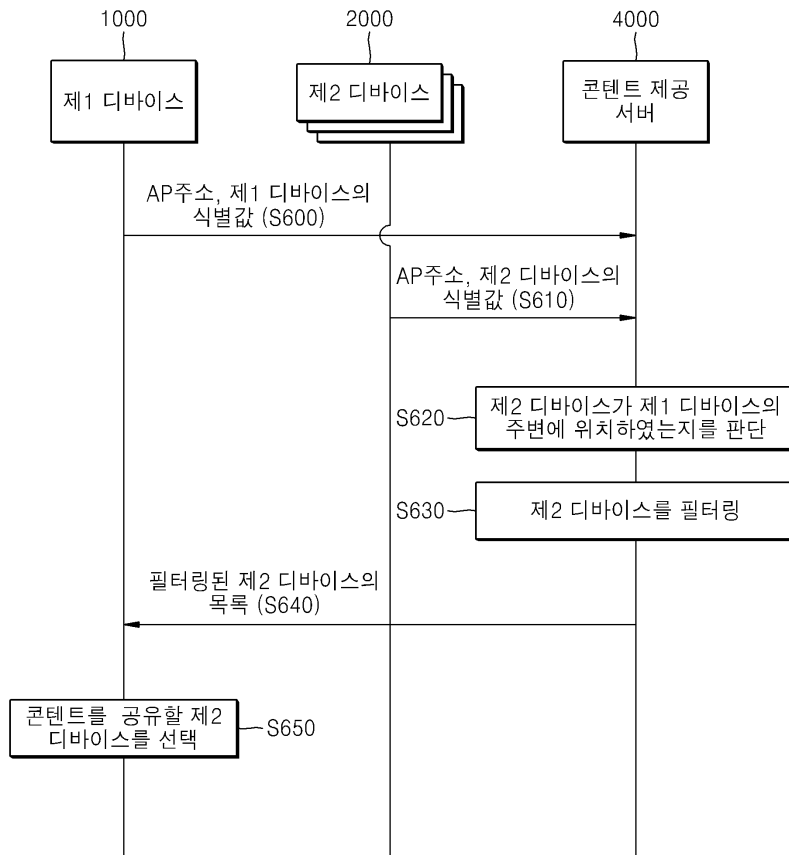 1000
2000
4000
제1 디바이스
제2 디바이스
콘텐트 제공
서버
AP주소, 제1 디바이스의
식별값 (S600)
AP주소, 제2 디바이스의
식별값 (S610)
S620
제2 디바이스가 제1 디바이스의
주변에 위치하였는지를 판단
S630
제2 디바이스를 필터링
필터링된 제2 디바이스의
목록 (S640)
콘텐트를 공유할 제2
디바이스를 선택
S650